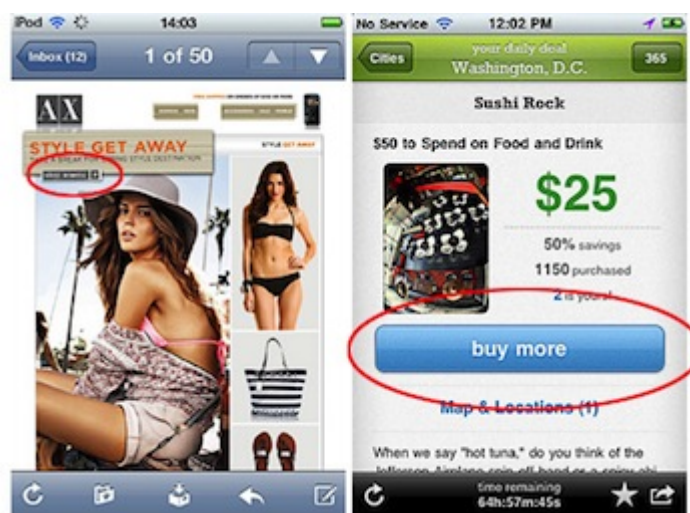 iPod
14:03
Inbox (12)
1 of 50
A|X
STYLE GET AWAY
STYLE GET AWAY
No Service
12:02 PM
Cities
your daily deal
Washington, D.C.
365
Sushi Rock
$50 to Spend on Food and Drink
$25
50% savings
1150 purchased
2 is yours!
buy more
Map & Locations (1)
When we say "hot tuna," do you think of the
time remaining
64h:57m:45s